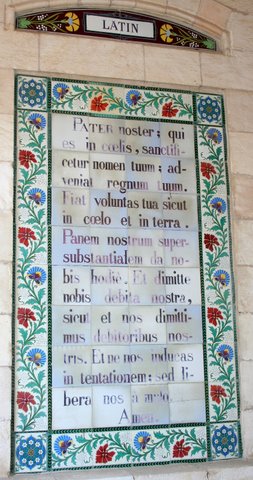 LATIN
PATER noster; qui
es in cœlis, sanctifi-
cetur nomen tuum; ad-
veniat regnum tuum.
Fiat voluntas tua sicut
in cœlo et in terra.
Panem nostrum super-
substantialem da no-
bis hodie. Et dimitte
nobis debita nostra,
sicut et nos dimitti-
mus debitoribus nos-
tris. Et ne nos inducas
in tentationem; sed li-
bera nos a malo.
Amen.